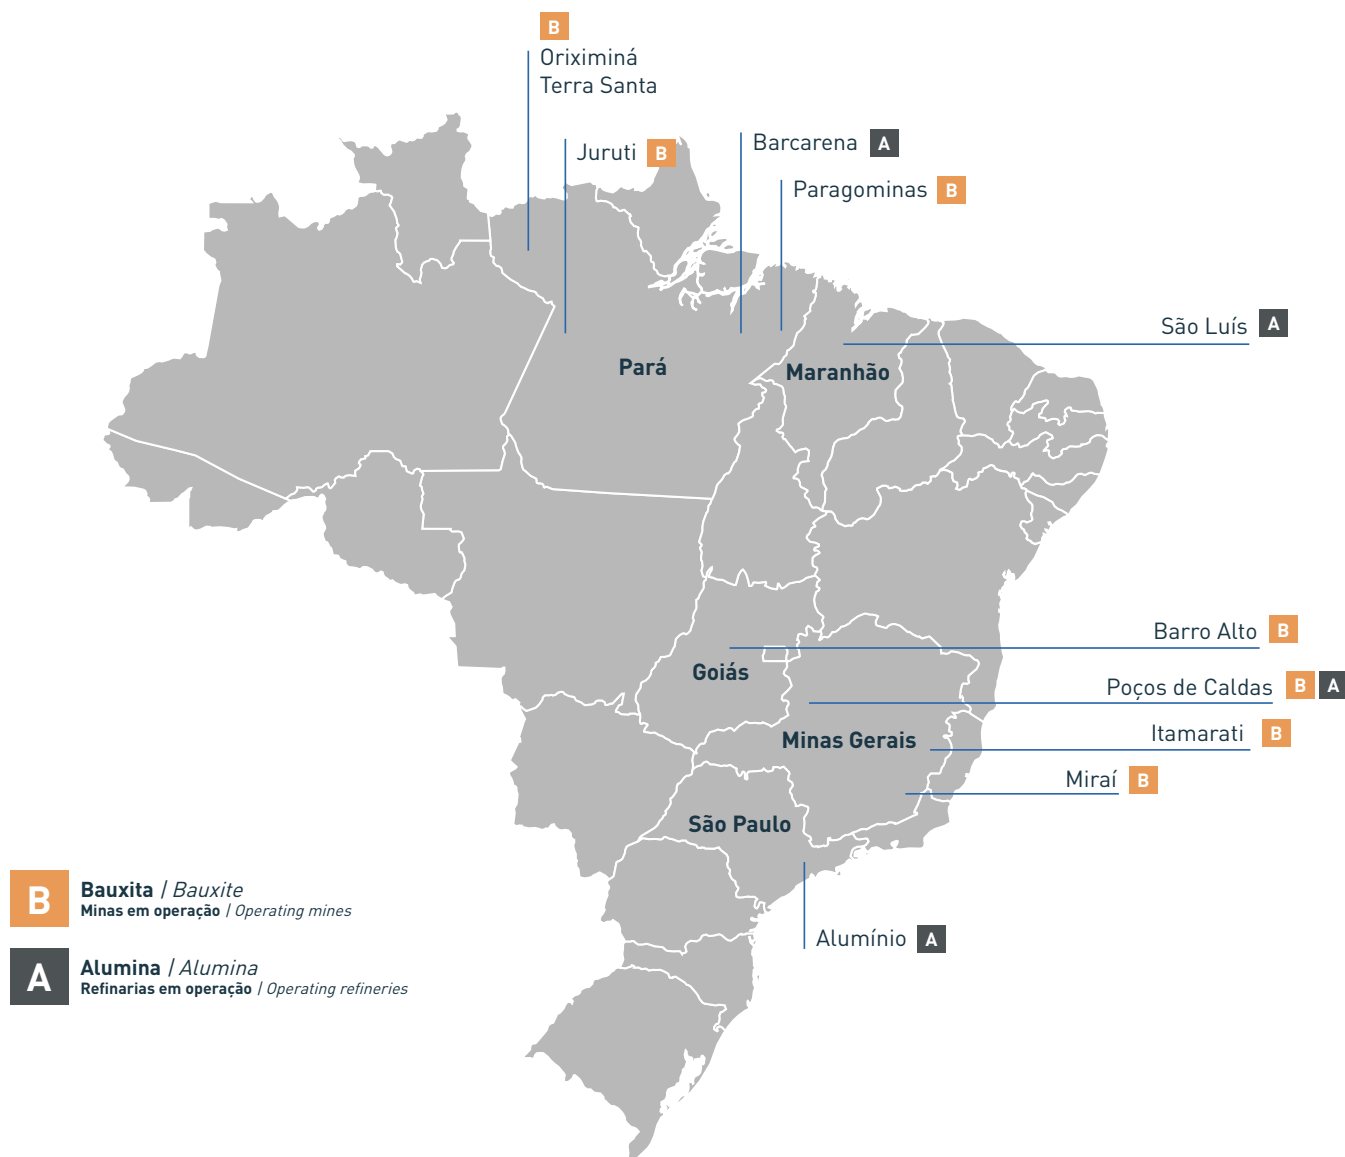 B
Oriximiná
Terra Santa
Juruti B
Barcarena A
Paragominas B
São Luís A
Pará
Maranhão
Barro Alto B
Goiás
Poços de Caldas B A
Minas Gerais
Itamarati B
Miraí B
São Paulo
Alumínio A
B
Bauxita / Bauxite
Minas em operação / Operating mines
A
Alumina / Alumina
Refinarias em operação / Operating refineries